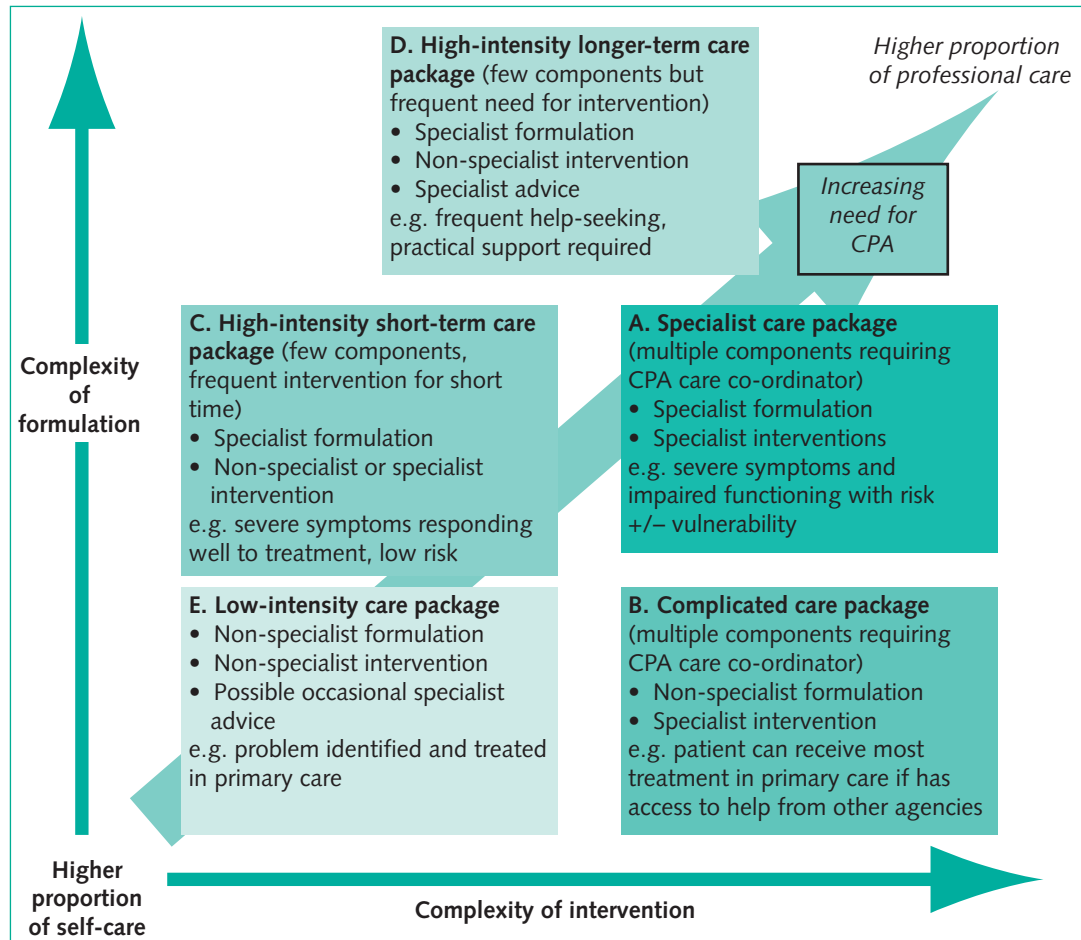 D. High-intensity longer-term care
package (few components but
frequent need for intervention)
• Specialist formulation
• Non-specialist intervention
• Specialist advice
e.g. frequent help-seeking,
practical support required
Higher proportion
of professional care
Increasing
need for
CPA
Complexity
of
formulation
C. High-intensity short-term care
package (few components,
frequent intervention for short
time)
• Specialist formulation
• Non-specialist or specialist
intervention
e.g. severe symptoms responding
well to treatment, low risk
A. Specialist care package
(multiple components requiring
CPA care co-ordinator)
• Specialist formulation
• Specialist interventions
e.g. severe symptoms and
impaired functioning with risk
+/– vulnerability
E. Low-intensity care package
• Non-specialist formulation
• Non-specialist intervention
• Possible occasional specialist
advice
e.g. problem identified and treated
in primary care
B. Complicated care package
(multiple components requiring
CPA care co-ordinator)
• Non-specialist formulation
• Specialist intervention
e.g. patient can receive most
treatment in primary care if has
access to help from other agencies
Higher
proportion
of self-care
Complexity of intervention